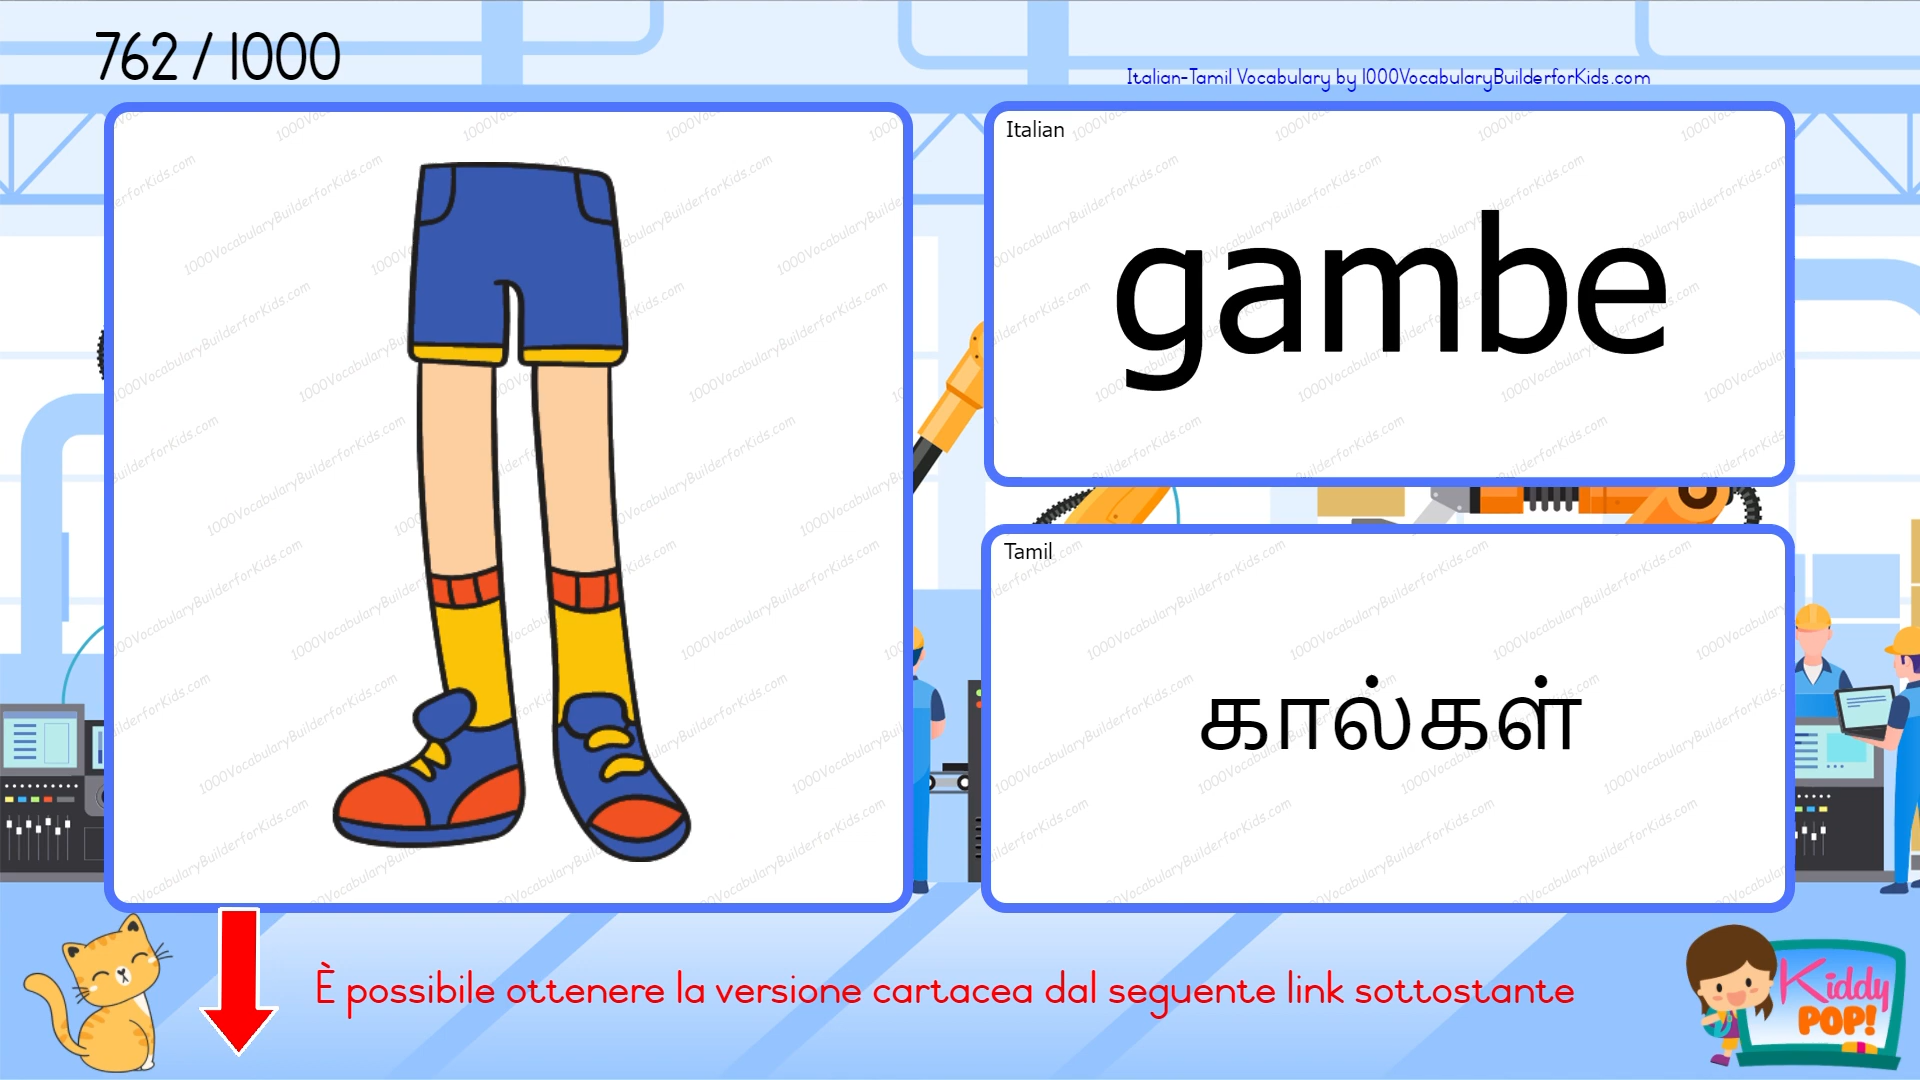 762 / 1000
Italian-Tamil Vocabulary by 1000VocabularyBuilderforKids.com
Italian
gambe
Tamil
கால்கள்
È possibile ottenere la versione cartacea dal seguente link sottostante
Kiddy
POP!